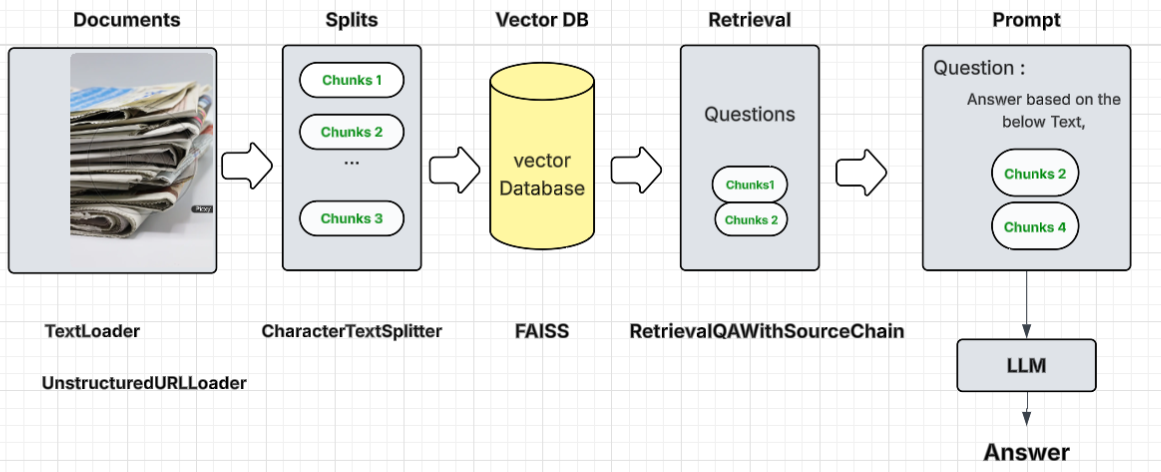 Documents
Splits
Vector DB
Retrieval
Prompt
Chunks 1
Chunks 2
...
Chunks 3
vector
Database
Questions
Chunks1
Chunks 2
Question :
Answer based on the
below Text,
Chunks 2
Chunks 4
TextLoader
UnstructuredURLLoader
CharacterTextSplitter
FAISS
RetrievalQAWithSourceChain
LLM
Answer